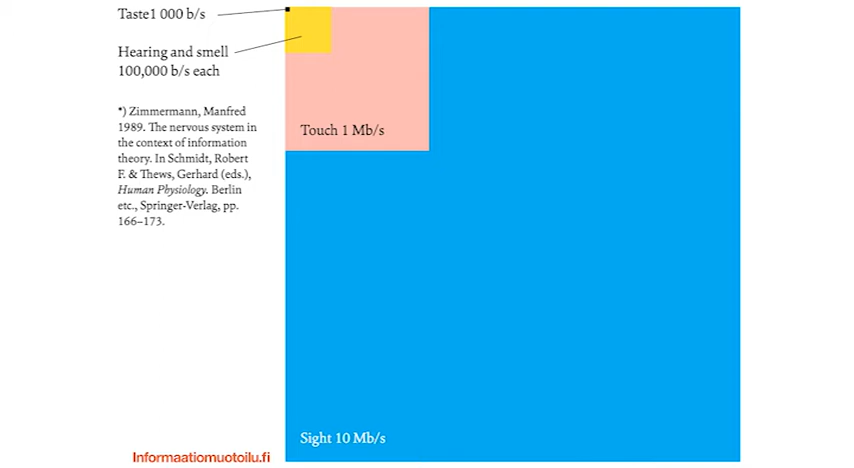 Taste1 000 b/s
Hearing and smell
100,000 b/s each
*) Zimmermann, Manfred
1989. The nervous system in
the context of information
theory. In Schmidt, Robert
F. & Thews, Gerhard (eds.),
Human Physiology. Berlin
etc., Springer-Verlag, pp.
166–173.
Touch 1 Mb/s
Sight 10 Mb/s
Informaatiomuotoilu.fi